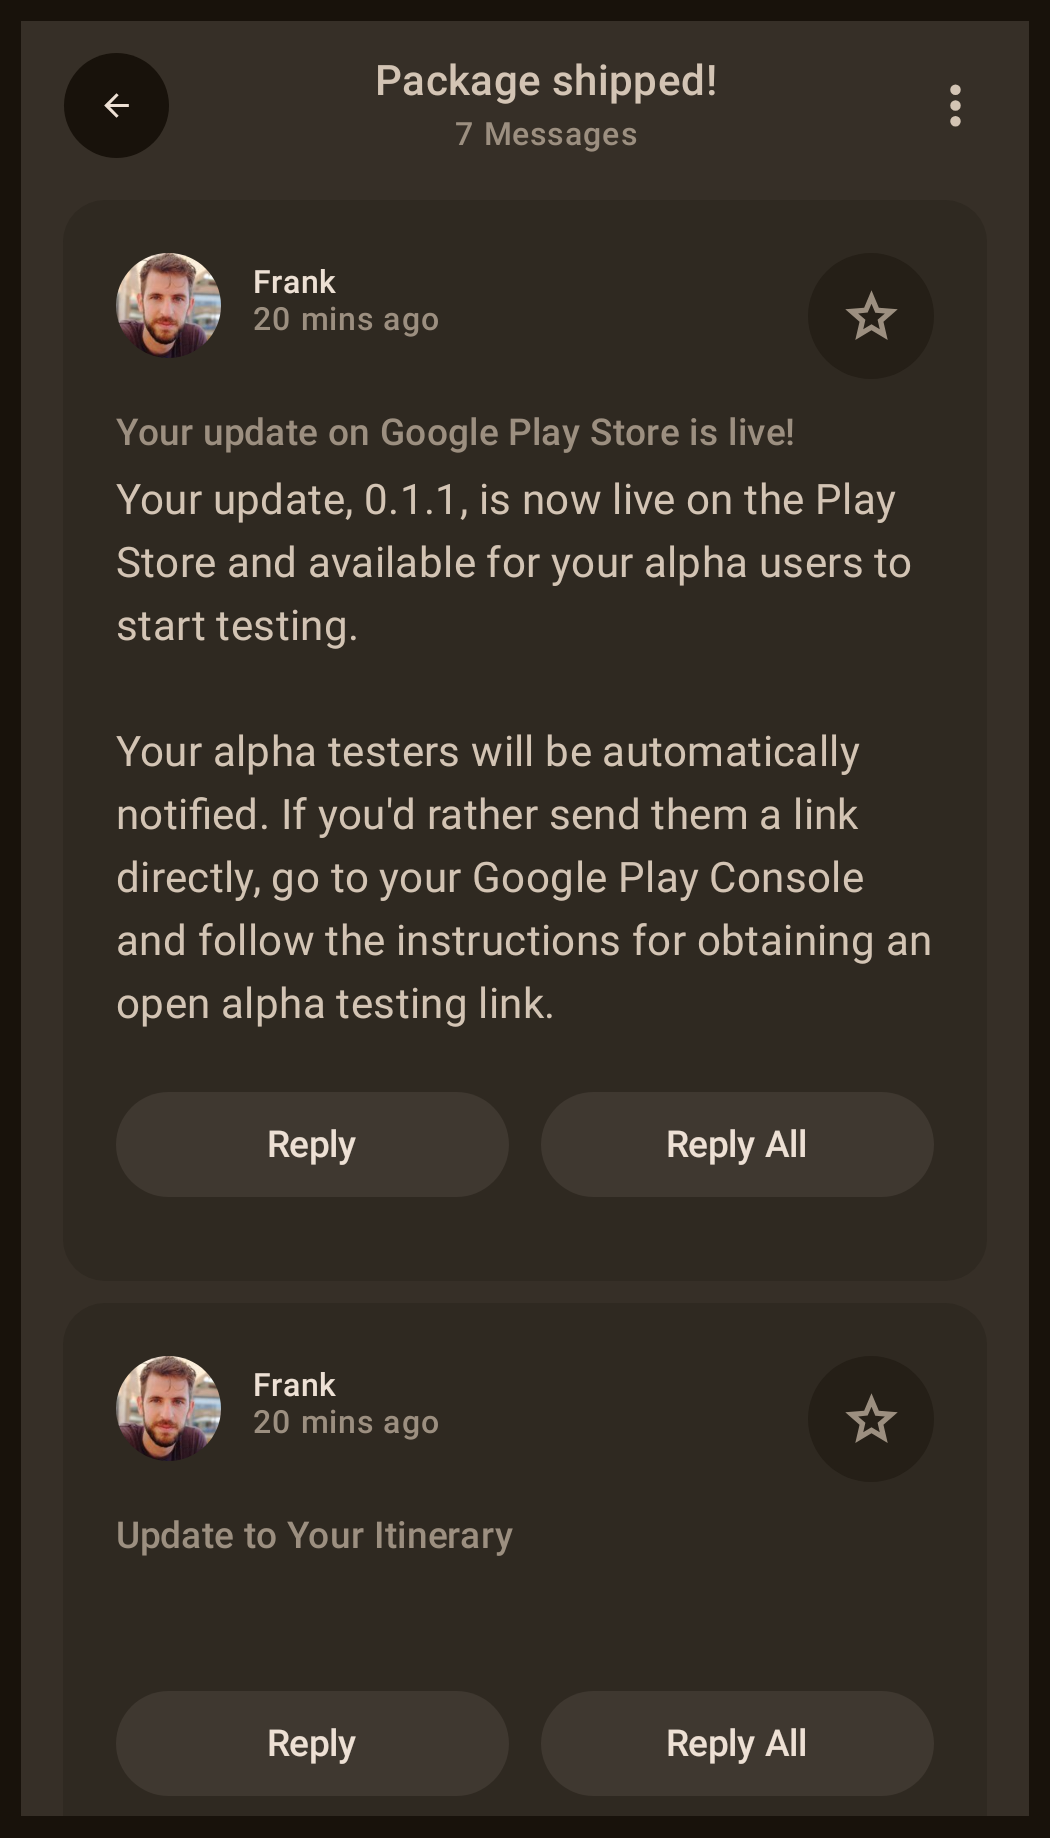 Package shipped!
7 Messages
Frank
20 mins ago
Your update on Google Play Store is live!
Your update, 0.1.1, is now live on the Play
Store and available for your alpha users to
start testing.
Your alpha testers will be automatically
notified. If you'd rather send them a link
directly, go to your Google Play Console
and follow the instructions for obtaining an
open alpha testing link.
Reply
Reply All
Frank
20 mins ago
Update to Your Itinerary
Reply
Reply All